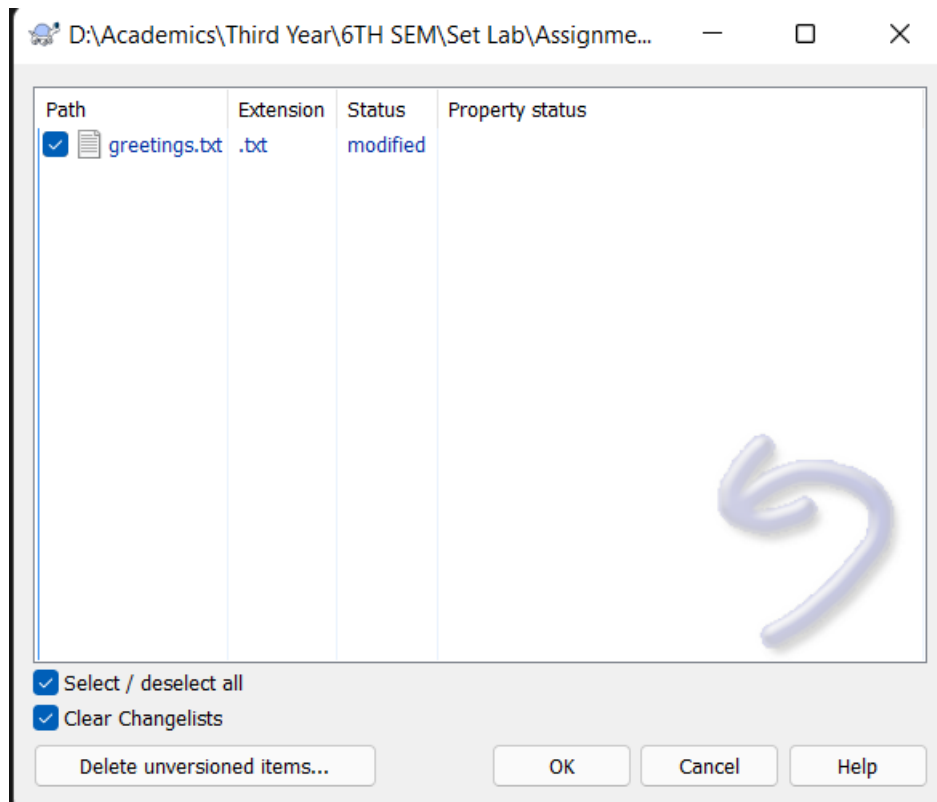 D:\Academics\Third Year\6TH SEM\Set Lab\Assignme...
Path Extension Status Property status
greetings.txt .txt modified
Select / deselect all
Clear Changelists
Delete unversioned items... OK Cancel Help